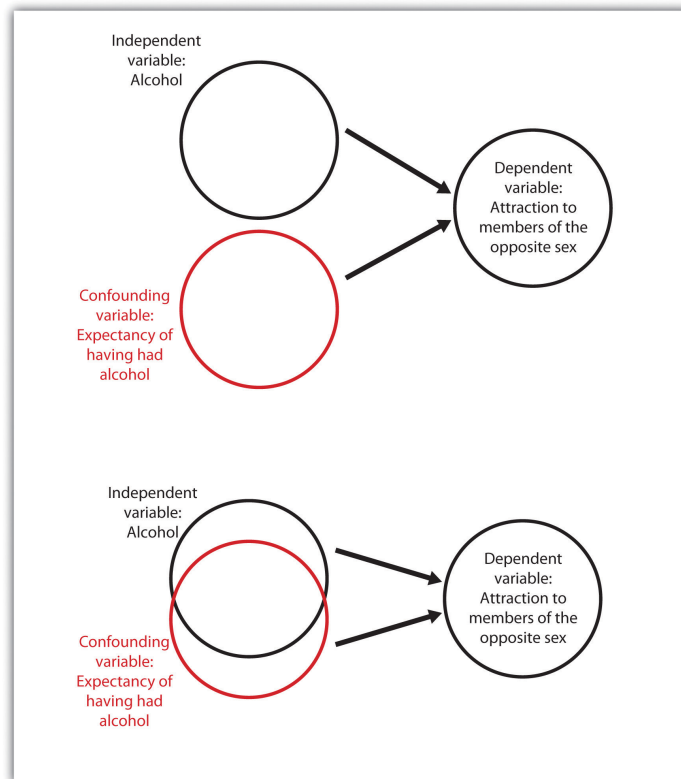 Independent
variable:
Alcohol
Dependent
variable:
Attraction to
members of the
opposite sex
Confounding
variable:
Expectancy of
having had
alcohol
Independent
variable:
Alcohol
Dependent
variable:
Attraction to
members of the
opposite sex
Confounding
variable:
Expectancy of
having had
alcohol